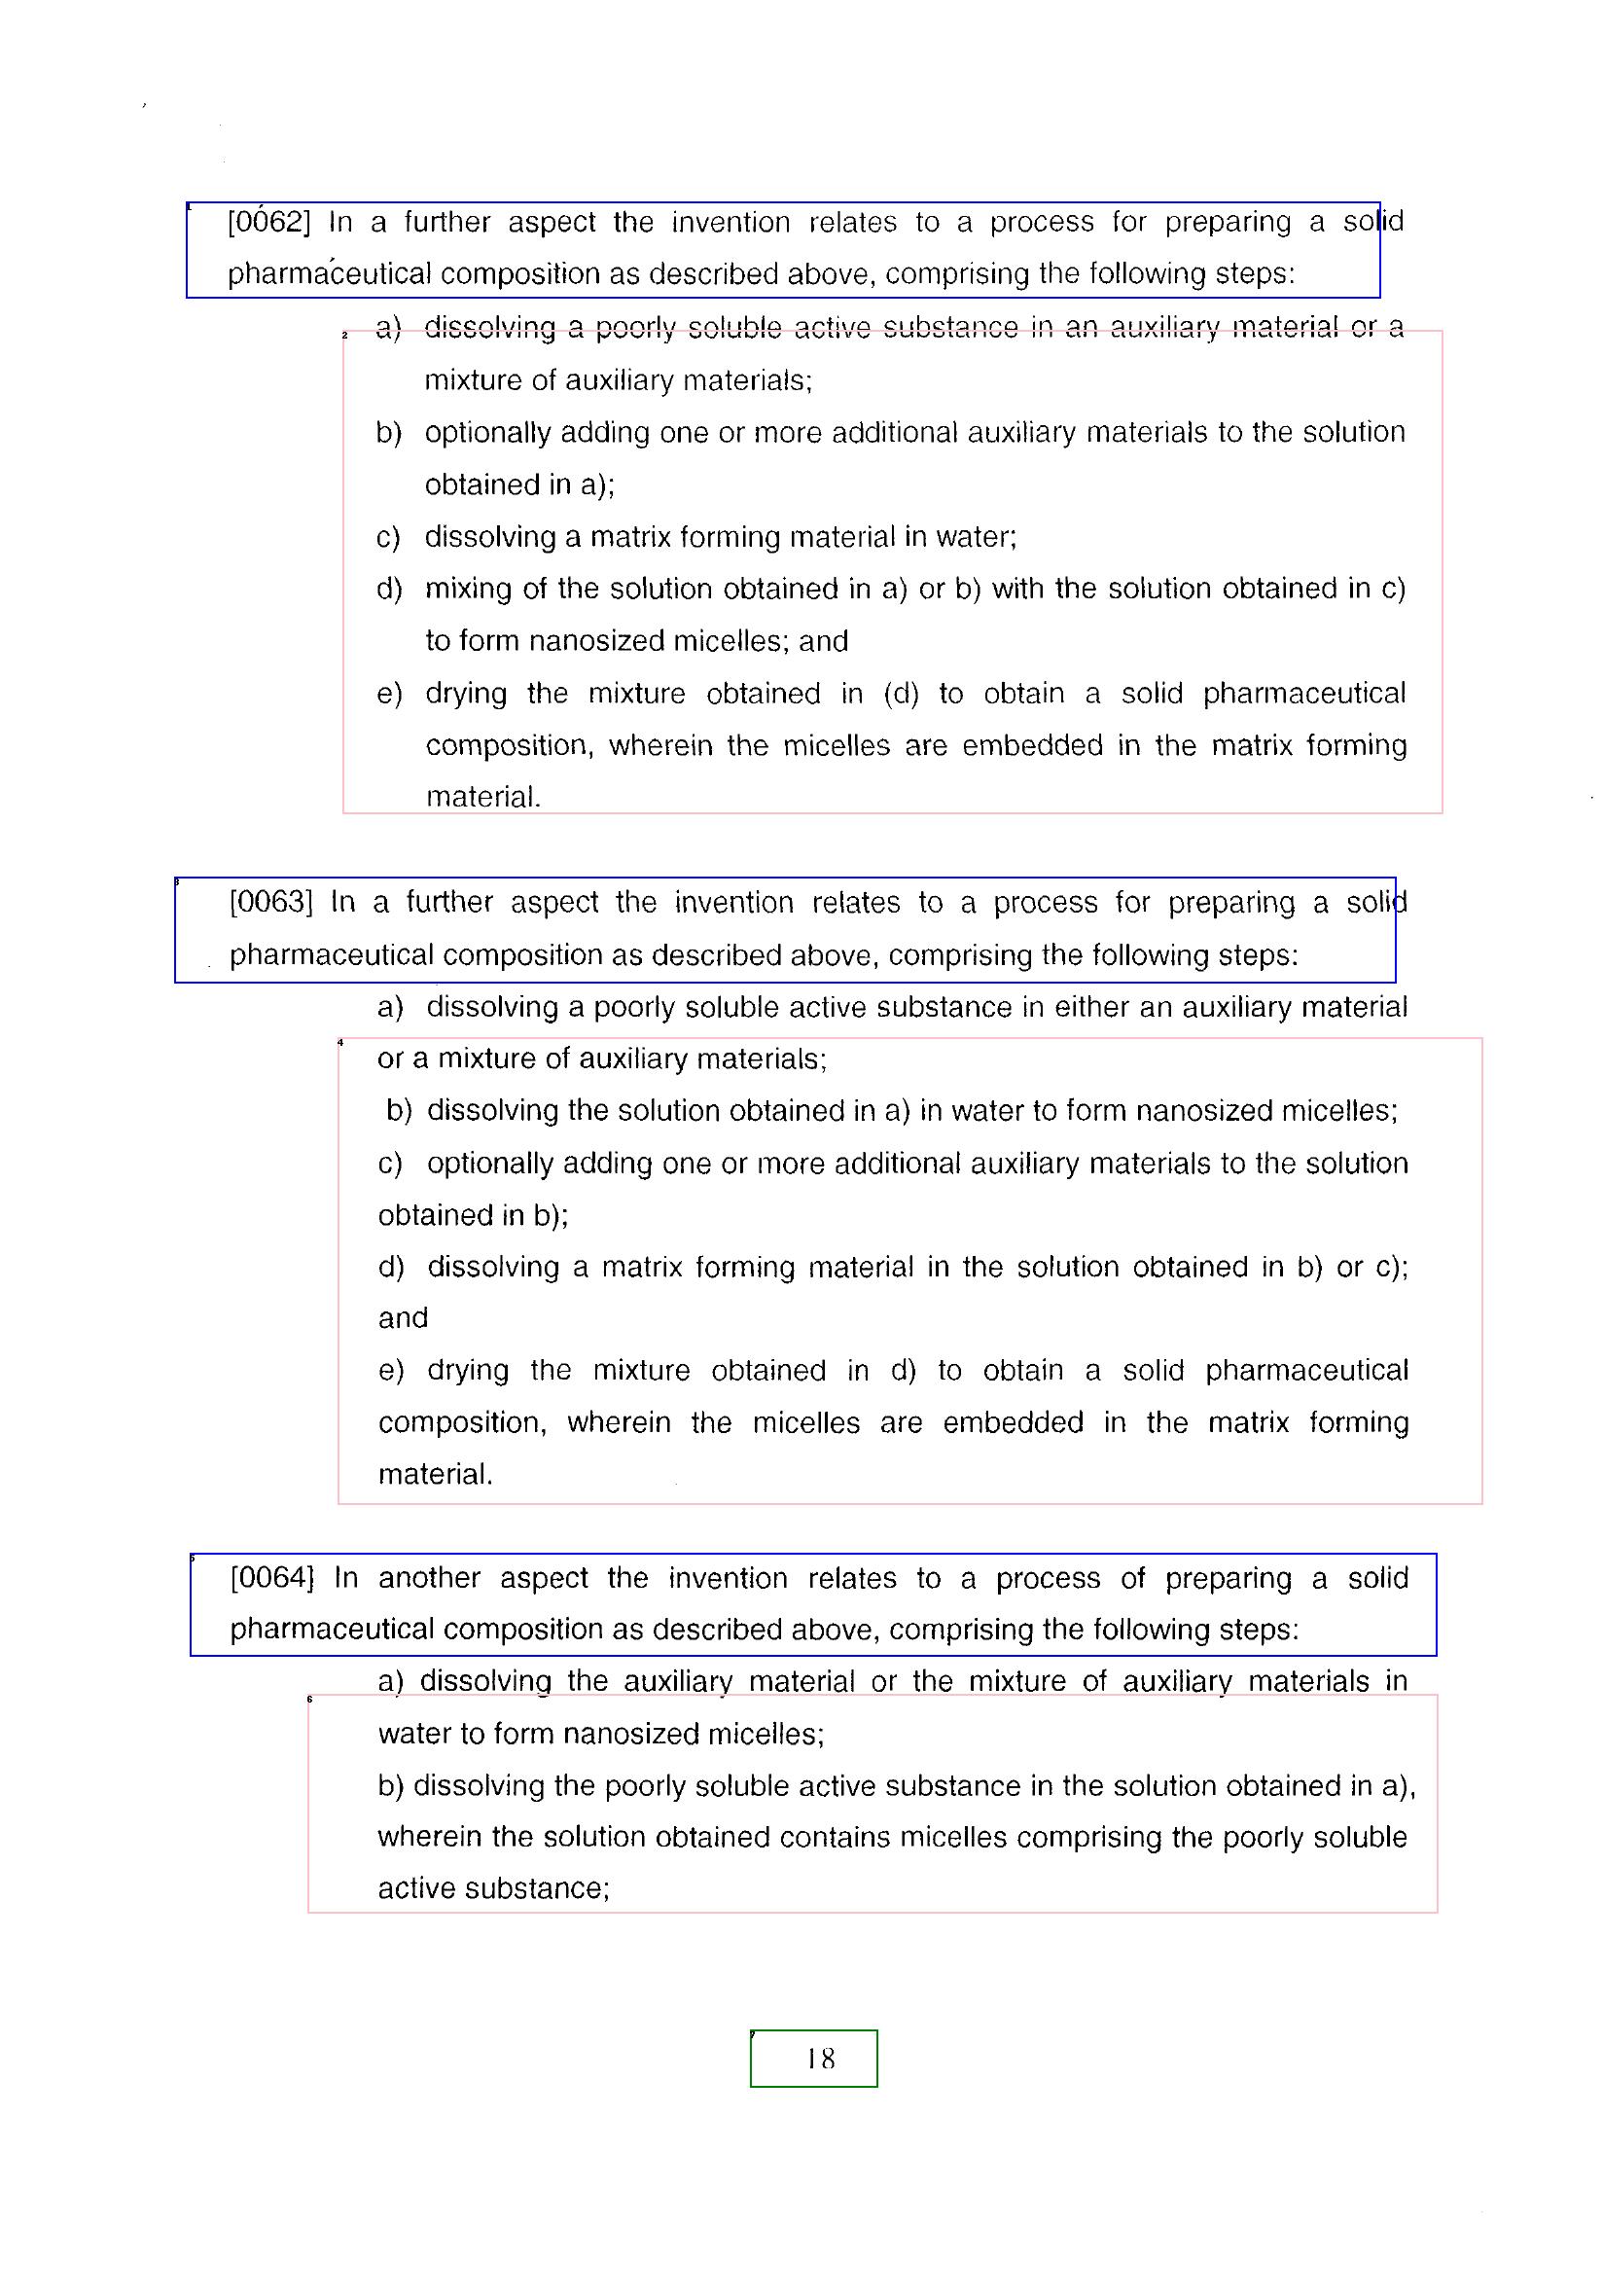 [0062] In a further aspect the invention relates to a process for preparing a solid
pharmaceutical composition as described above, comprising the following steps:
a) dissolving a poorly soluble active substance in an auxiliary material or a
mixture of auxiliary materials;
b) optionally adding one or more additional auxiliary materials to the solution
obtained in a);
c) dissolving a matrix forming material in water;
d) mixing of the solution obtained in a) or b) with the solution obtained in c)
to form nanosized micelles; and
e) drying the mixture obtained in (d) to obtain a solid pharmaceutical
composition, wherein the micelles are embedded in the matrix forming
material.
[0063] In a further aspect the invention relates to a process for preparing a solid
pharmaceutical composition as described above, comprising the following steps:
a) dissolving a poorly soluble active substance in either an auxiliary material
or a mixture of auxiliary materials;
b) dissolving the solution obtained in a) in water to form nanosized micelles;
c) optionally adding one or more additional auxiliary materials to the solution
obtained in b);
d) dissolving a matrix forming material in the solution obtained in b) or c);
and
e) drying the mixture obtained in d) to obtain a solid pharmaceutical
composition, wherein the micelles are embedded in the matrix forming
material.
[0064] In another aspect the invention relates to a process of preparing a solid
pharmaceutical composition as described above, comprising the following steps:
a) dissolving the auxiliary material or the mixture of auxiliary materials in
water to form nanosized micelles;
b) dissolving the poorly soluble active substance in the solution obtained in a),
wherein the solution obtained contains micelles comprising the poorly soluble
active substance;
18